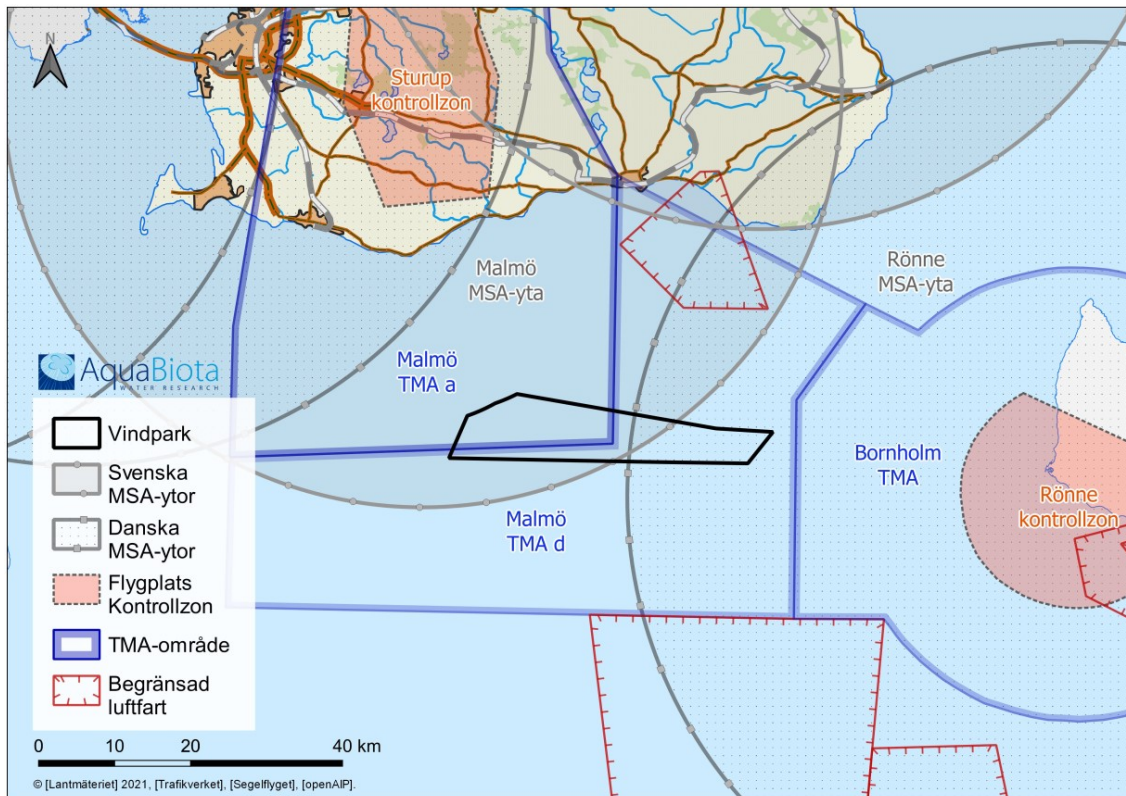 N
Sturup
kontrollzon
Malmö
MSA-yta
Rönne
MSA-yta
Malmö
TMA a
Bornholm
TMA
Rönne
kontrollzon
Malmö
TMA d
AquaBiota
WATER RESEARCH
Vindpark
Svenska
MSA-ytor
Danska
MSA-ytor
Flygplats
Kontrollzon
TMA-område
Begränsad
luftfart
0 10 20 40 km
© [Lantmäteriet] 2021, [Trafikverket], [Segelflyget], [openAIP].